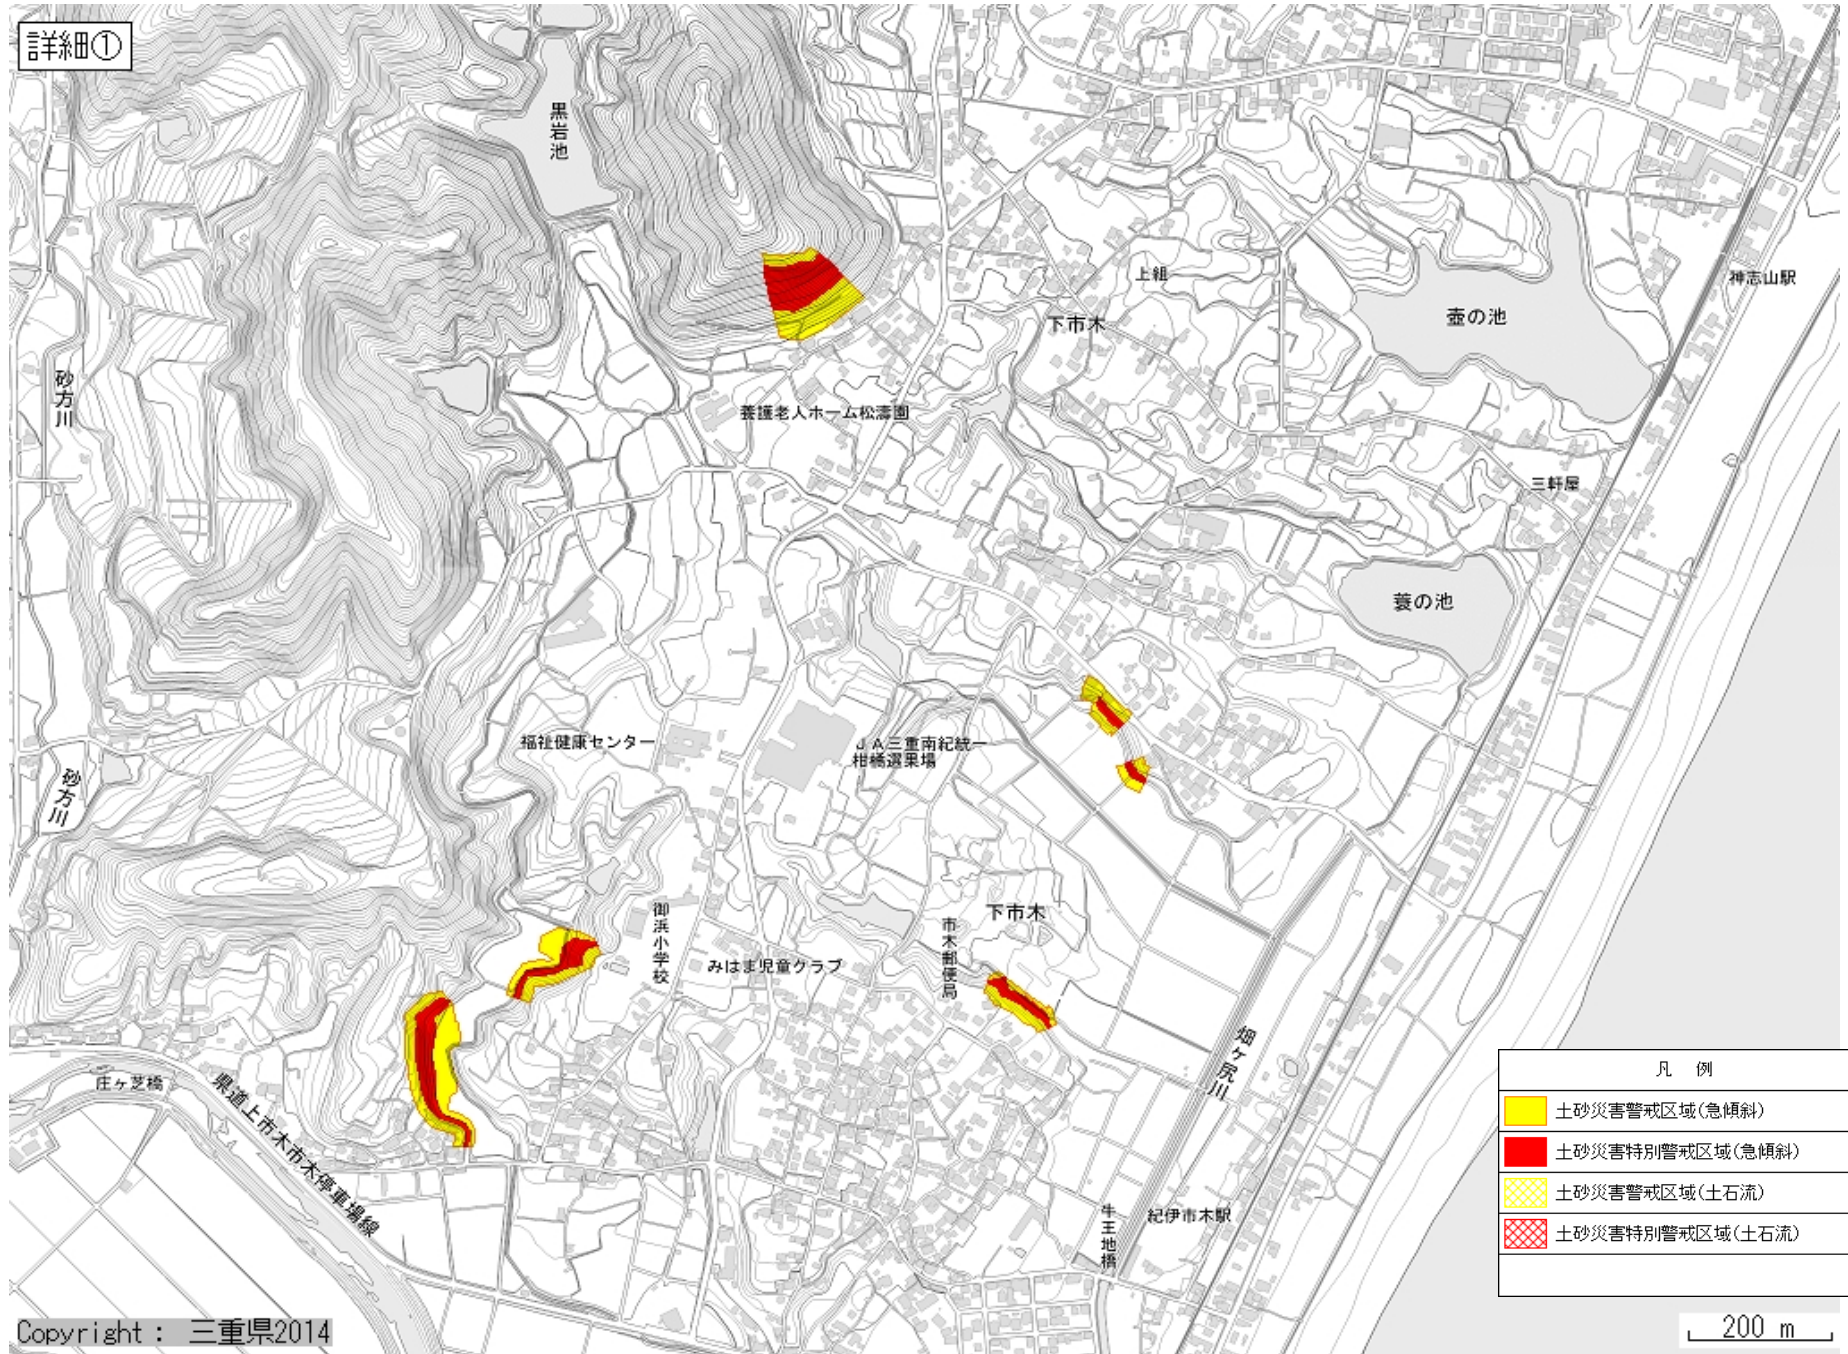 詳細①
黒岩池
上組
神志山駅
下市木
壺の池
砂方川
養護老人ホーム松濤園
三軒屋
蓑の池
福祉健康センター
JA三重南紀統一
柑橘選果場
砂方川
御浜小学校
下市木
市木郵便局
みはま児童クラブ
畑ヶ尻川
庄ヶ芝橋
県道上市木市木停車場線
牛王地橋
紀伊市木駅
凡 例
土砂災害警戒区域(急傾斜)
土砂災害特別警戒区域(急傾斜)
土砂災害警戒区域(土石流)
土砂災害特別警戒区域(土石流)
Copyright : 三重県2014
200 m